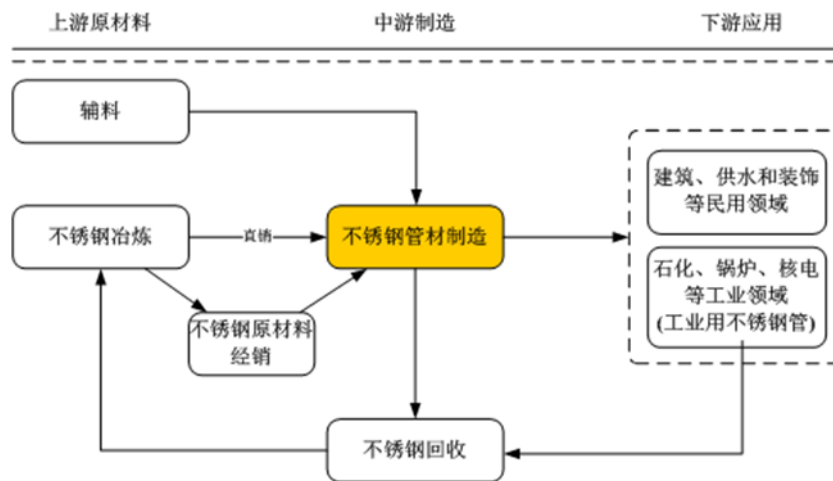 上游原材料
中游制造
下游应用
辅料
建筑、供水和装饰
等民用领域
不锈钢冶炼
直销
不锈钢管材制造
石化、锅炉、核电
等工业领域
(工业用不锈钢管)
不锈钢原材料
经销
不锈钢回收